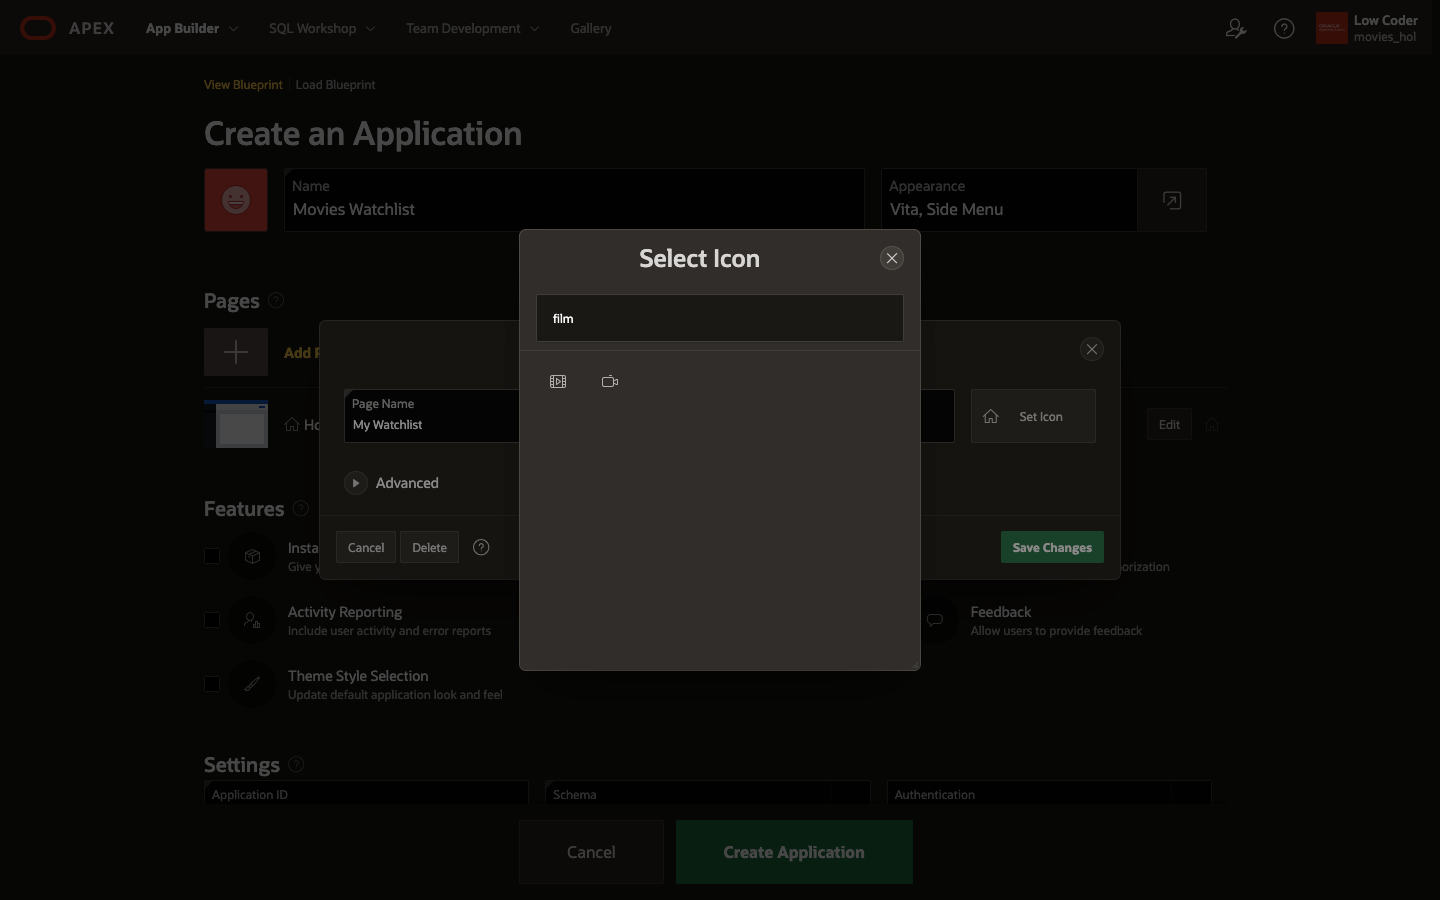 APEX App Builder SQL Workshop Team Development Gallery Low Coder
movies_hol
View Blueprint Load Blueprint
Create an Application
Name
Movies Watchlist
Appearance
Vita, Side Menu
Select Icon
film
Pages
Add P
Page Name
My Watchlist
Set Icon
Ho
Edit
Advanced
Cancel Delete Save Changes
Features
Insta
Give y
orization
Activity Reporting
Include user activity and error reports
Feedback
Allow users to provide feedback
Theme Style Selection
Update default application look and feel
Settings
Application ID Schema Authentication
Cancel Create Application